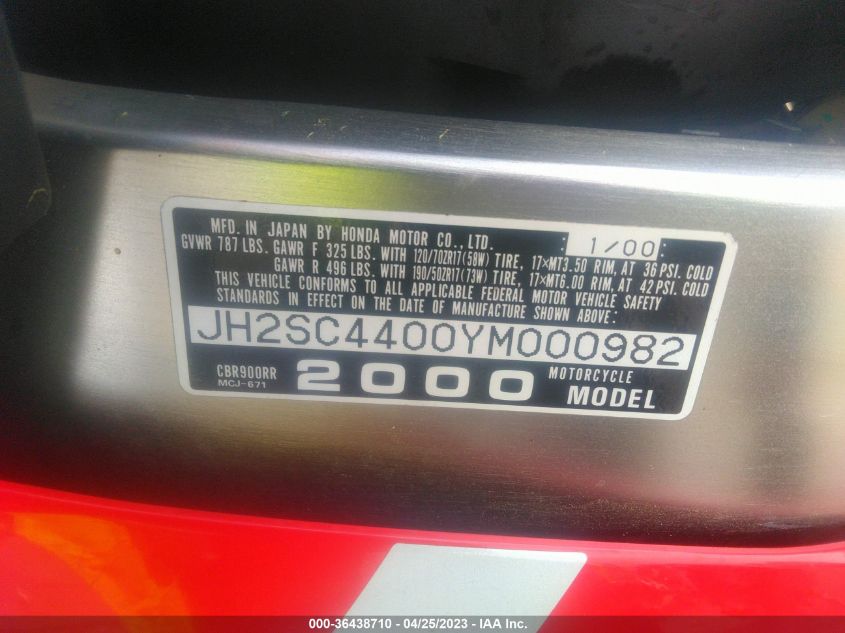 MFD. IN JAPAN BY HONDA MOTOR CO., LTD. : 1/00:
GVWR 787 LBS. GAWR F 325 LBS. WITH 120/70ZR17(58W) TIRE, 17×MT3.50 RIM, AT 36 PSI. COLD
GAWR R 496 LBS. WITH 190/50ZR17(73W) TIRE, 17×MT6.00 RIM, AT 42 PSI. COLD
THIS VEHICLE CONFORMS TO ALL APPLICABLE FEDERAL MOTOR VEHICLE SAFETY
STANDARDS IN EFFECT ON THE DATE OF MANUFACTURE SHOWN ABOVE:
JH2SC4400YM000982
CBR900RR 2000 MOTORCYCLE
MCJ-671 MODEL
000-36438710 - 04/25/2023 - IAA Inc.